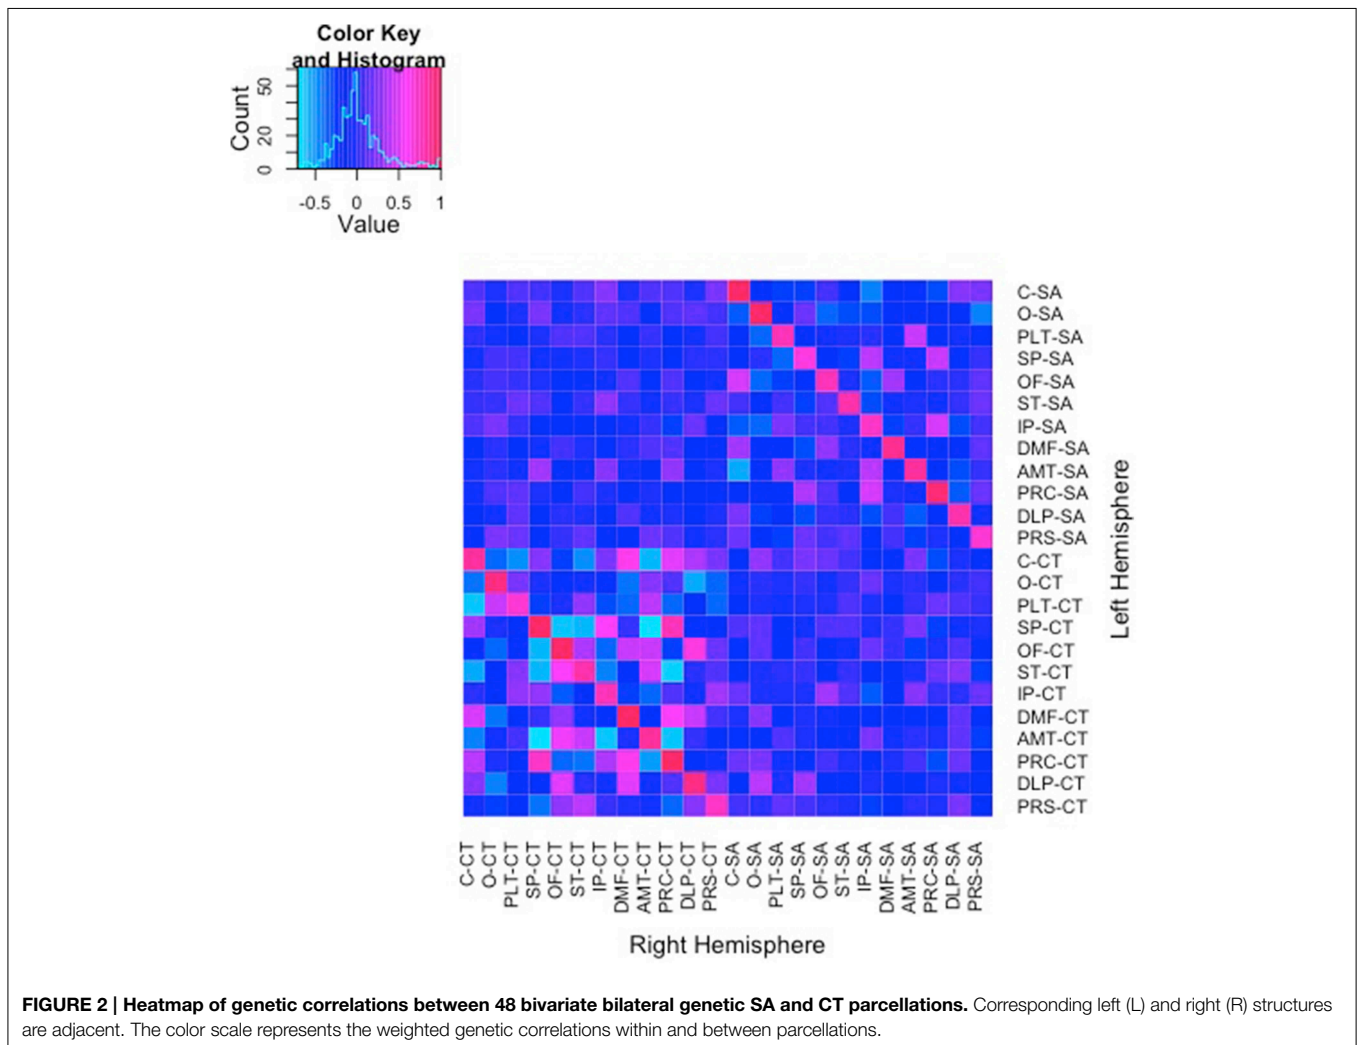 Color Key
and Histogram
Count
0
20
50
-0.5 0 0.5 1
Value
C-SA
O-SA
PLT-SA
SP-SA
OF-SA
ST-SA
IP-SA
DMF-SA
AMT-SA
PRC-SA
DLP-SA
PRS-SA
C-CT
O-CT
PLT-CT
SP-CT
OF-CT
ST-CT
IP-CT
DMF-CT
AMT-CT
PRC-CT
DLP-CT
PRS-CT
Left Hemisphere
C-CT
O-CT
PLT-CT
SP-CT
OF-CT
ST-CT
IP-CT
DMF-CT
AMT-CT
PRC-CT
DLP-CT
PRS-CT
C-SA
O-SA
PLT-SA
SP-SA
OF-SA
ST-SA
IP-SA
DMF-SA
AMT-SA
PRC-SA
DLP-SA
PRS-SA
Right Hemisphere
FIGURE 2 | Heatmap of genetic correlations between 48 bivariate bilateral genetic SA and CT parcellations. Corresponding left (L) and right (R) structures
are adjacent. The color scale represents the weighted genetic correlations within and between parcellations.